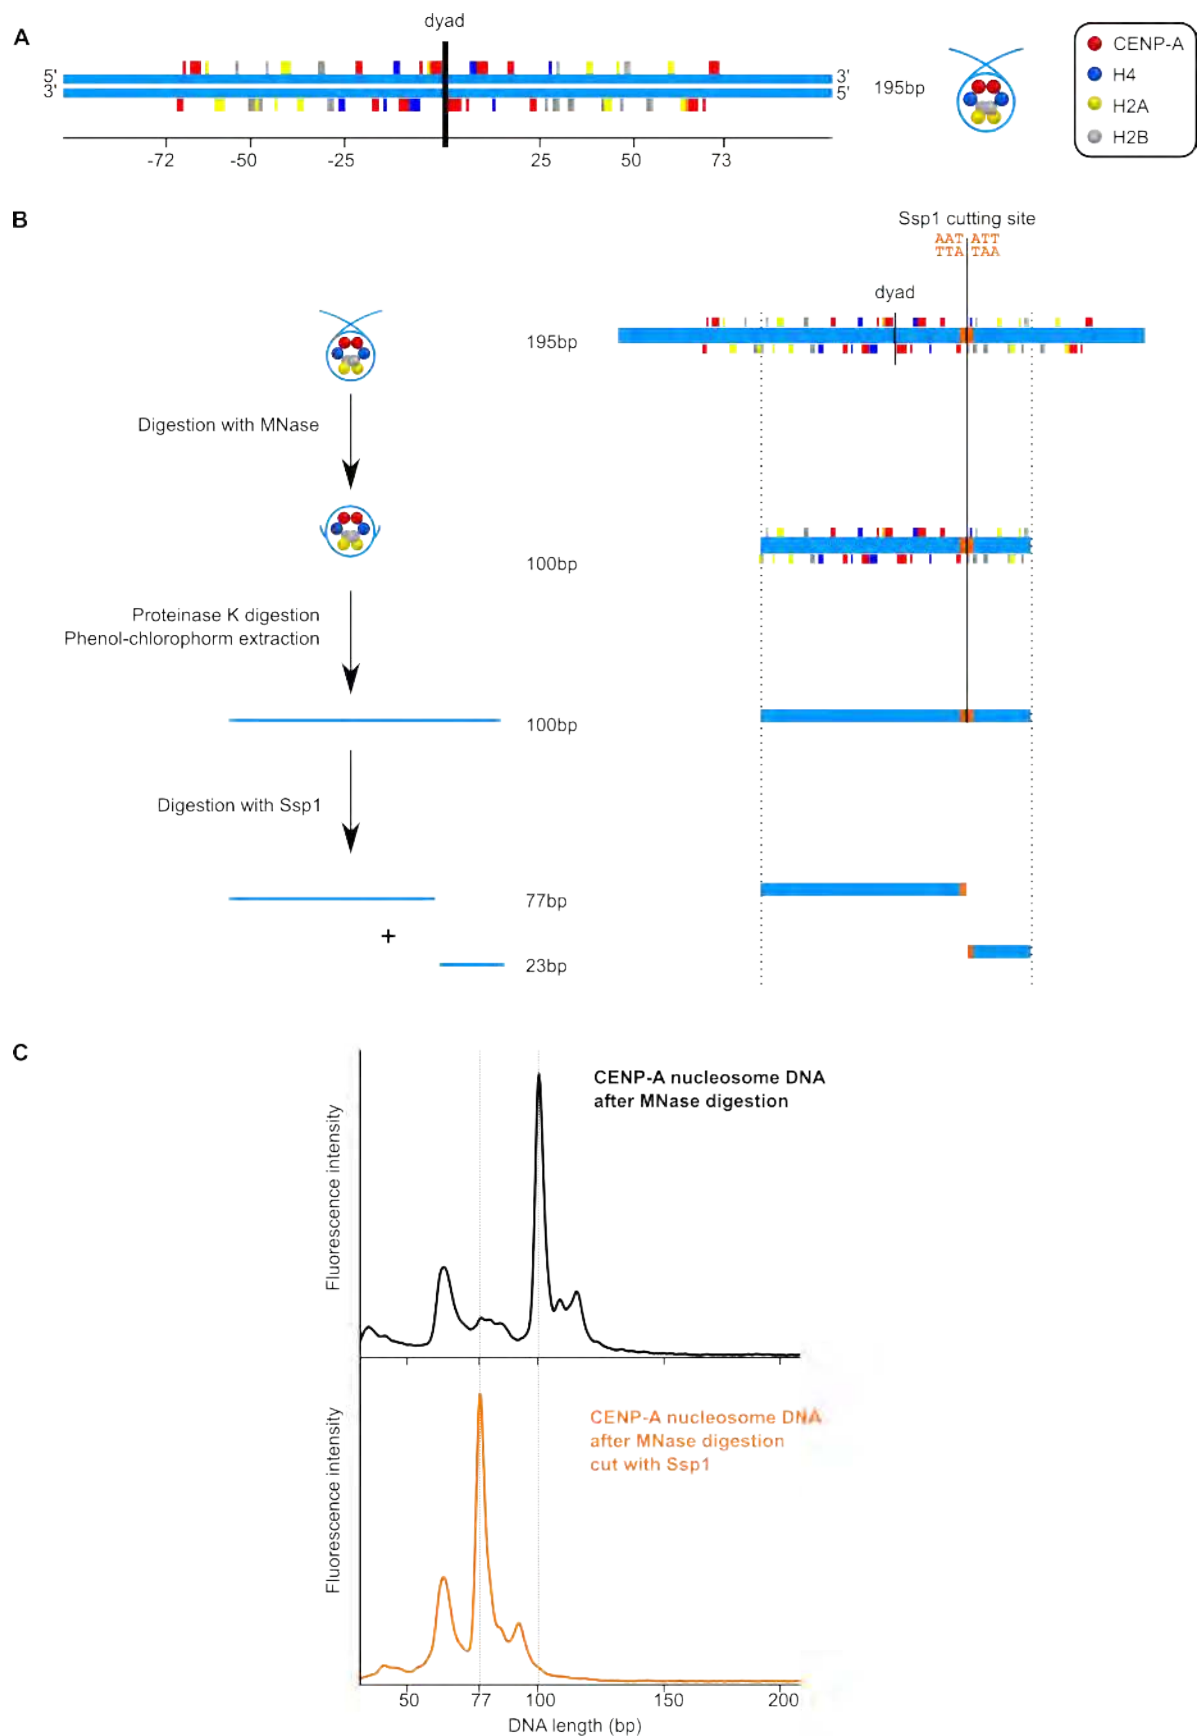 A
dyad
5'
3'
3'
5'
195bp
-72
-50
-25
25
50
73
CENP-A
H4
H2A
H2B
B
Ssp1 cutting site
AAT ATT
TTA TAA
dyad
195bp
Digestion with MNase
100bp
Proteinase K digestion
Phenol-chlorophorm extraction
100bp
Digestion with Ssp1
77bp
+
23bp
C
Fluorescence intensity
CENP-A nucleosome DNA
after MNase digestion
Fluorescence intensity
CENP-A nucleosome DNA
after MNase digestion
cut with Ssp1
50
77
100
150
200
DNA length (bp)